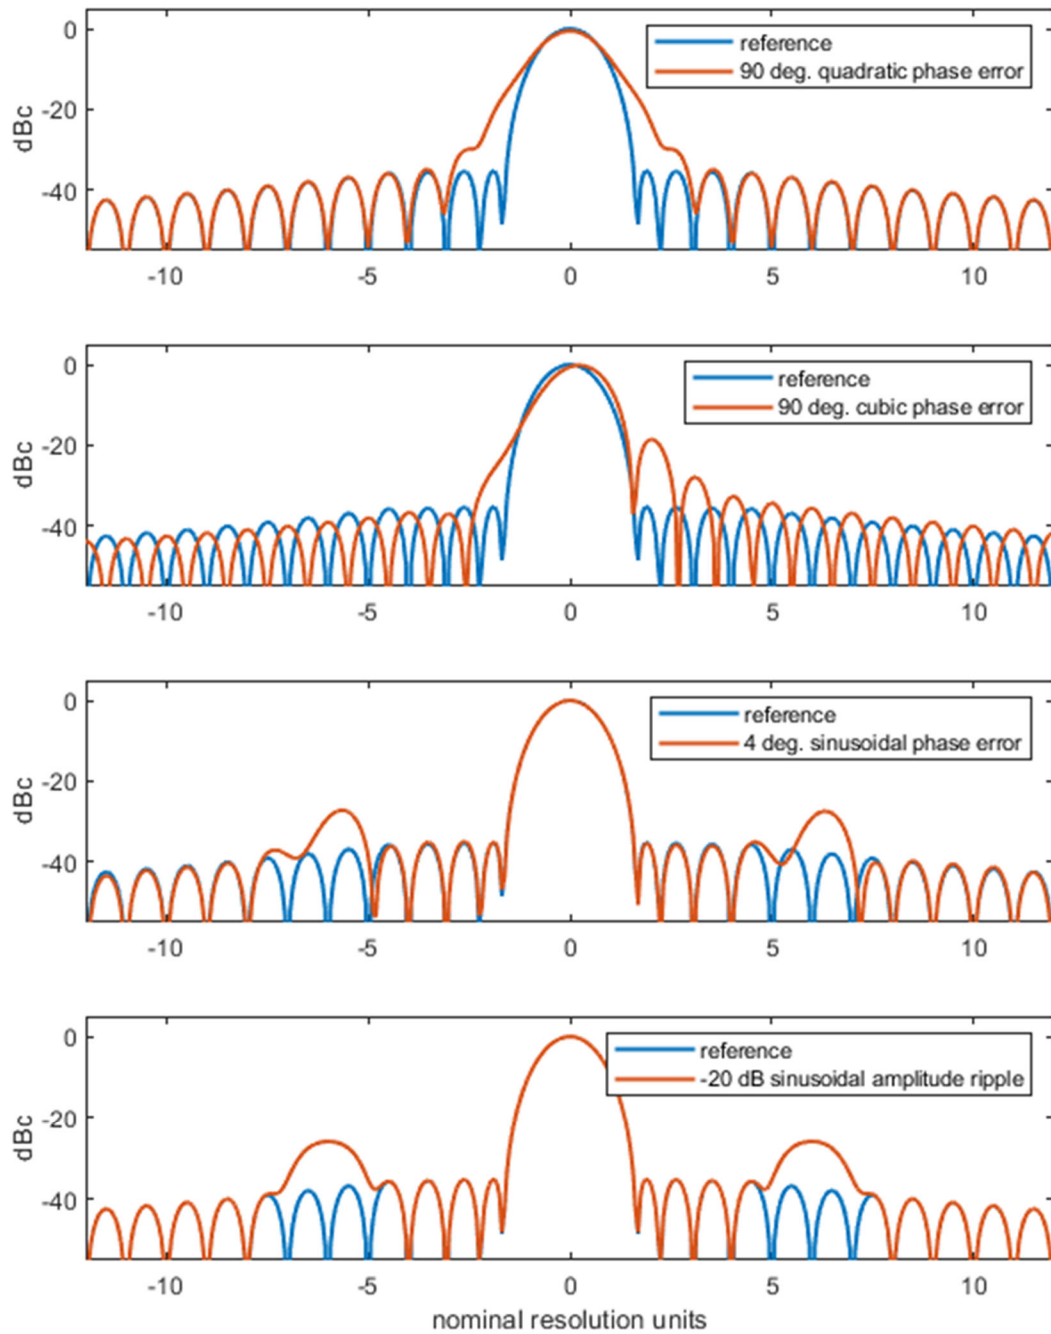 0
-20
-40
dBc
reference
90 deg. quadratic phase error
-10
-5
0
5
10
0
-20
-40
dBc
reference
90 deg. cubic phase error
-10
-5
0
5
10
0
-20
-40
dBc
reference
4 deg. sinusoidal phase error
-10
-5
0
5
10
0
-20
-40
dBc
reference
-20 dB sinusoidal amplitude ripple
-10
-5
0
5
10
nominal resolution units